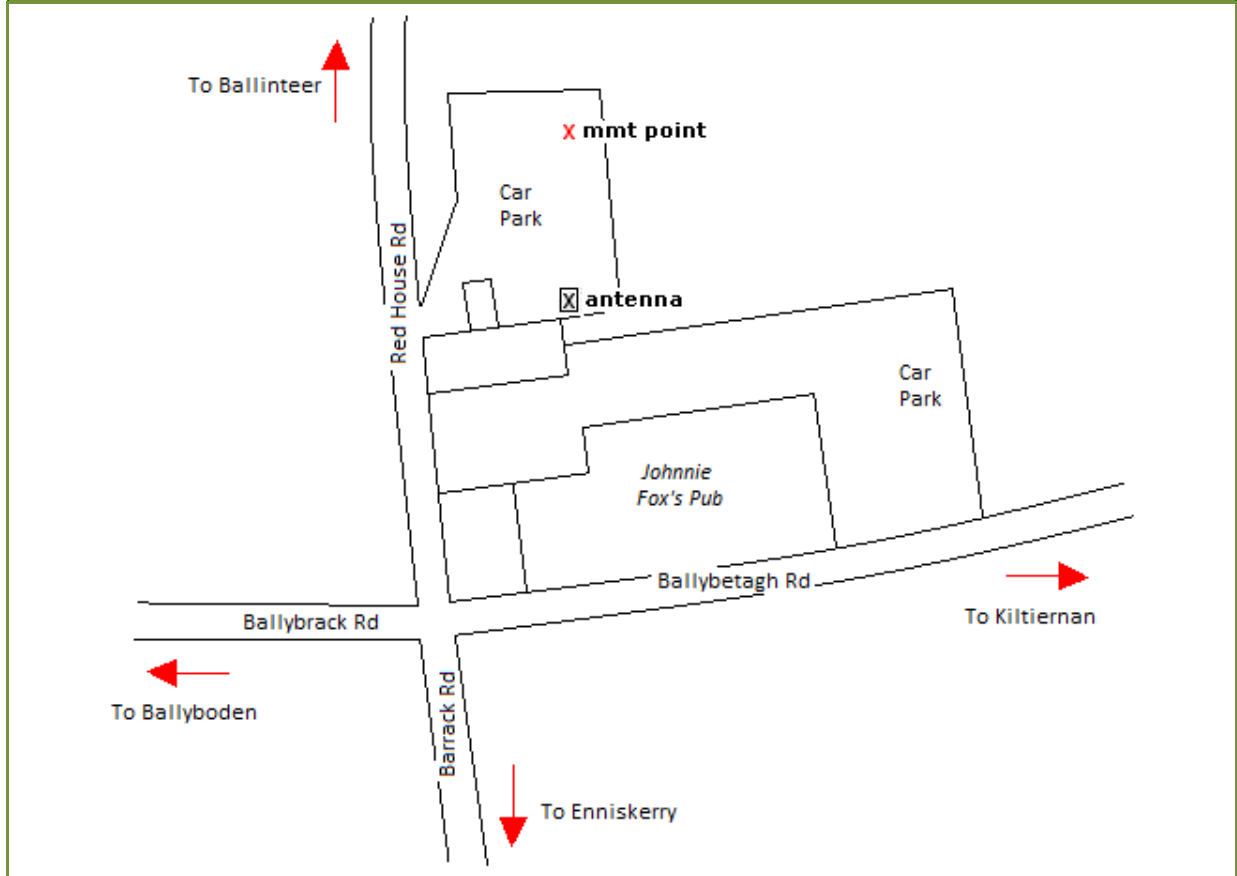 To Ballinteer
X mmt point
Car
Park
Red House Rd
X antenna
Car
Park
Johnnie
Fox's Pub
Ballybetagh Rd
Ballybrack Rd
To Kiltiernan
To Ballyboden
Barrack Rd
To Enniskerry